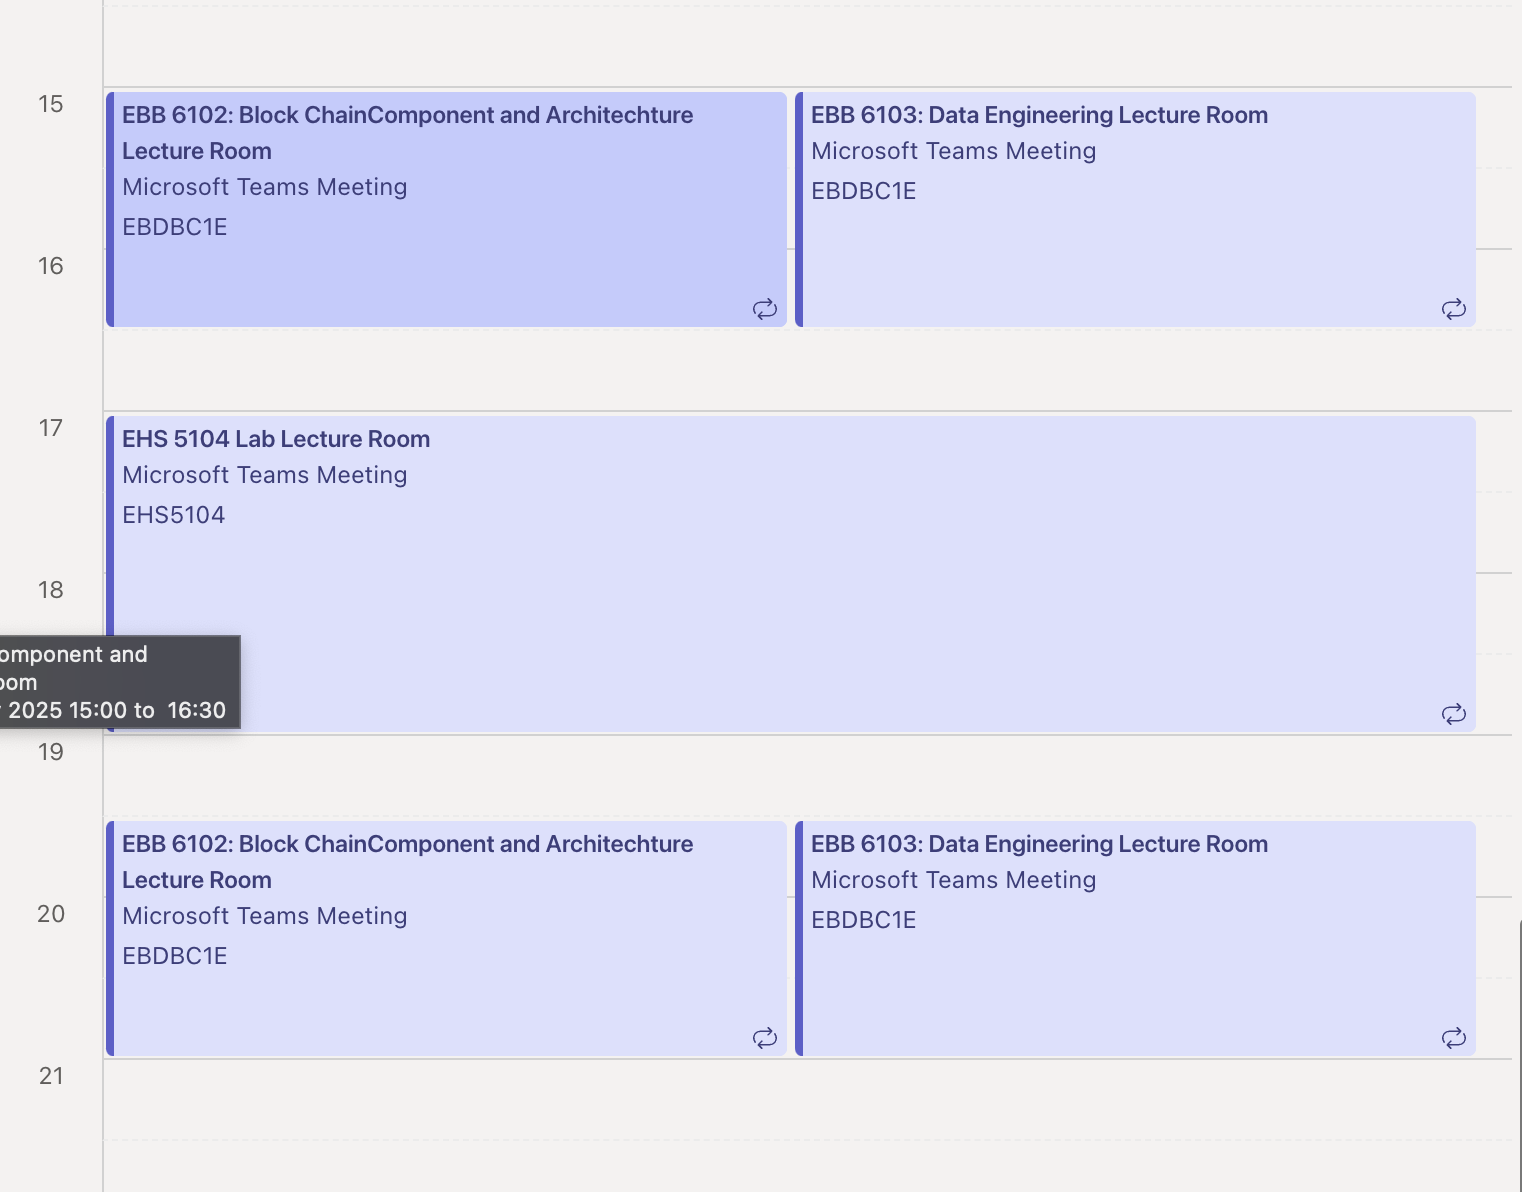 15
EBB 6102: Block ChainComponent and Architechture
Lecture Room
Microsoft Teams Meeting
EBDBC1E
EBB 6103: Data Engineering Lecture Room
Microsoft Teams Meeting
EBDBC1E
16
17
EHS 5104 Lab Lecture Room
Microsoft Teams Meeting
EHS5104
18
omponent and
oom
2025 15:00 to 16:30
19
EBB 6102: Block ChainComponent and Architechture
Lecture Room
Microsoft Teams Meeting
EBDBC1E
EBB 6103: Data Engineering Lecture Room
Microsoft Teams Meeting
EBDBC1E
20
21